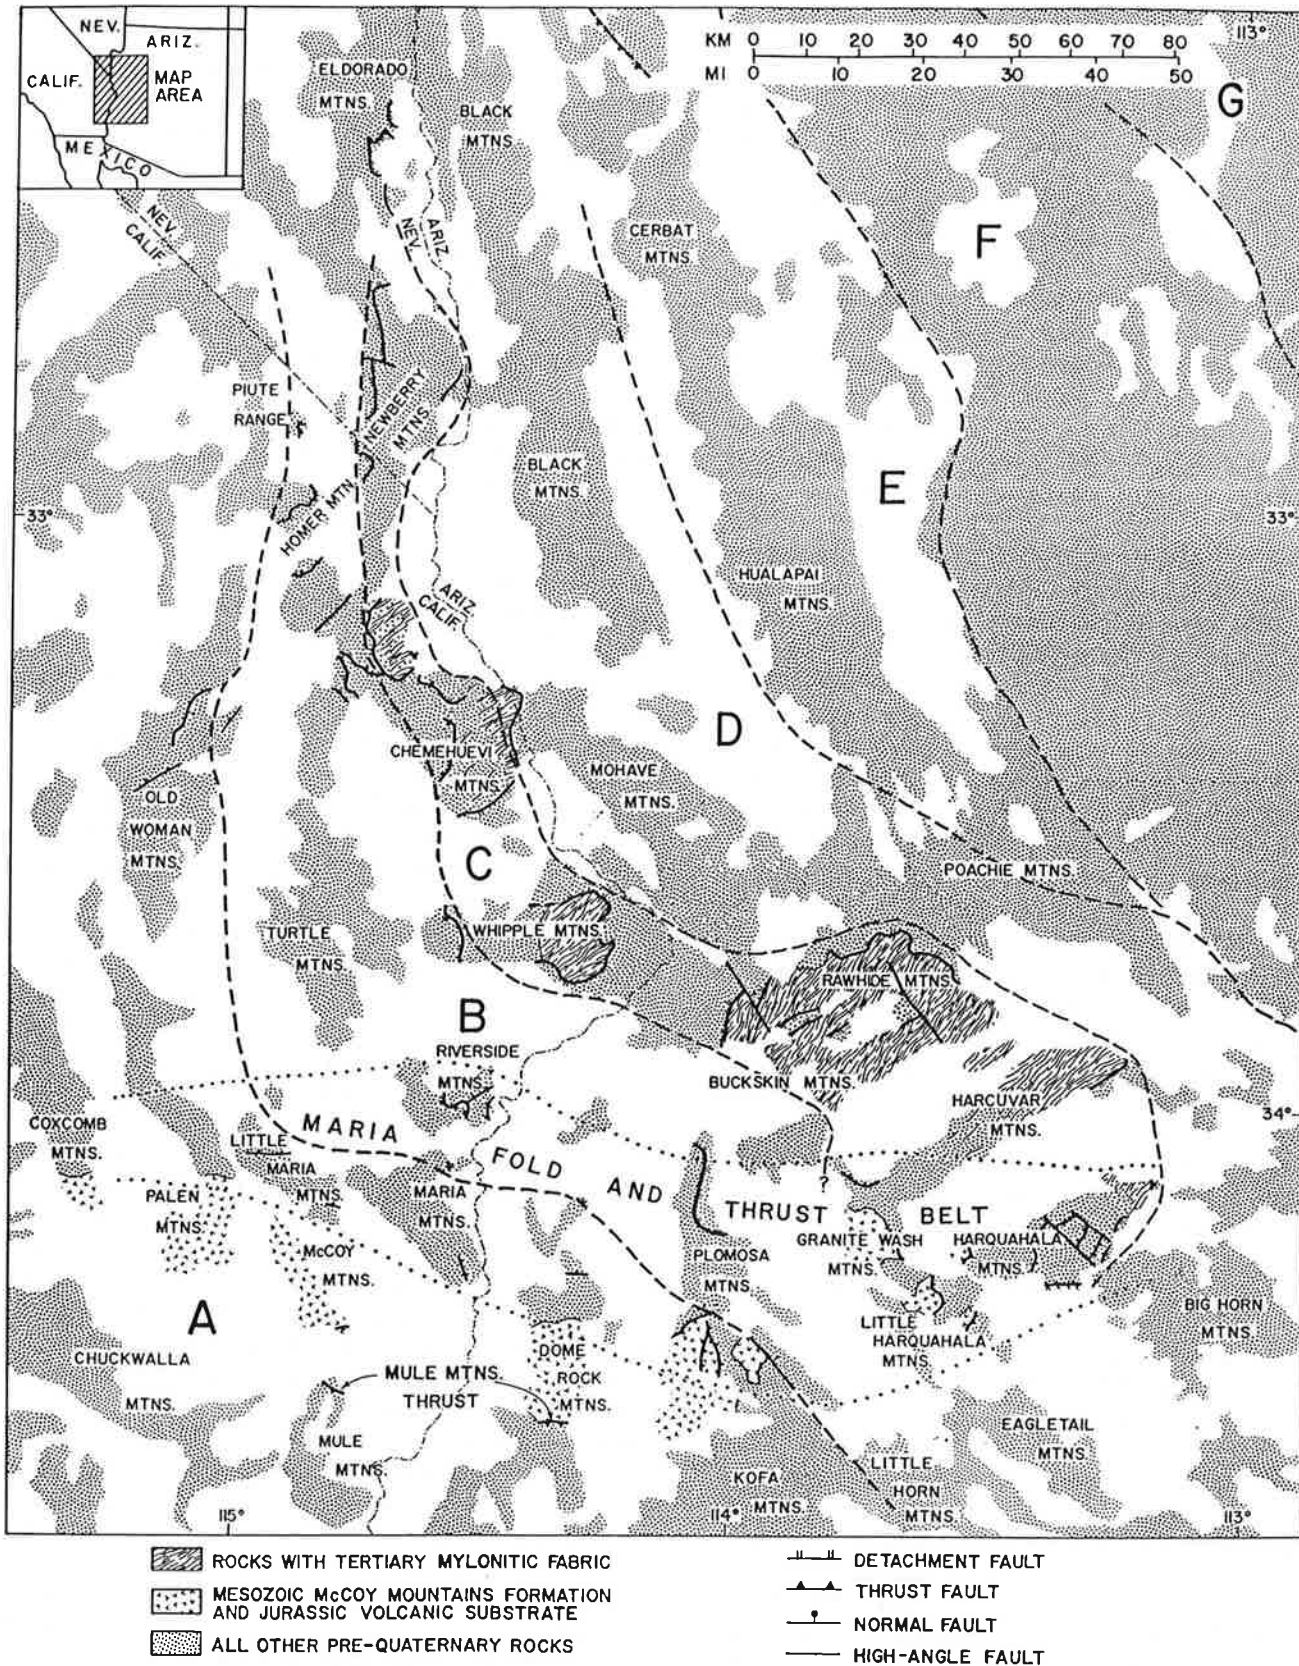 NEV.
ARIZ.
CALIF.
MAP
AREA
MEXICO
KM 0 10 20 30 40 50 60 70 80
MI 0 10 20 30 40 50
113°
G
ELDORADO
MTNS.
BLACK
MTNS
NEV.
CALIF.
ARIZ.
NEV.
CERBAT
MTNS.
F
PIUTE
RANGE
NEWBERRY
MTNS.
BLACK
MTNS.
E
33°
33°
HOMER MTN.
HUALAPAI
MTNS.
ARIZ.
CALIF.
D
CHEMEHUEVI
MTNS.
MOHAVE
MTNS.
OLD
WOMAN
MTNS.
C
POACHIE MTNS.
TURTLE
MTNS.
WHIPPLE MTNS.
RAWHIDE MTNS.
B
RIVERSIDE
MTNS.
BUCKSKIN MTNS.
HARCUVAR
MTNS.
34°
COXCOMB
MTNS.
LITTLE
MARIA
MTNS.
MARIA FOLD AND THRUST BELT
PALEN
MTNS.
MARIA
MTNS.
?
McCOY
MTNS.
PLOMOSA
MTNS.
GRANITE WASH
MTNS.
HARQUAHALA
MTNS.
A
LITTLE
HARQUAHALA
MTNS.
BIG HORN
MTNS.
CHUCKWALLA
MTNS.
MULE MTNS.
THRUST
DOME
ROCK
MTNS.
MULE
MTNS.
EAGLETAIL
MTNS.
KOFA
MTNS.
LITTLE
HORN
MTNS.
115°
114°
113°
ROCKS WITH TERTIARY MYLONITIC FABRIC
MESOZOIC McCOY MOUNTAINS FORMATION
AND JURASSIC VOLCANIC SUBSTRATE
ALL OTHER PRE-QUATERNARY ROCKS
DETACHMENT FAULT
THRUST FAULT
NORMAL FAULT
HIGH-ANGLE FAULT